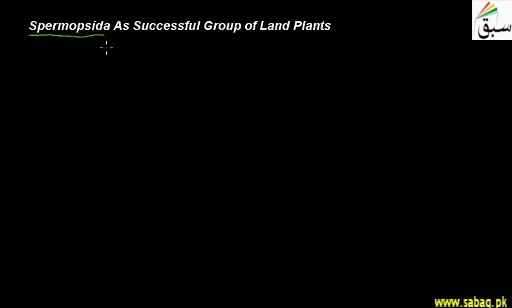 Spermopsida As Successful Group of Land Plants
سبق
www.sabaq.pk